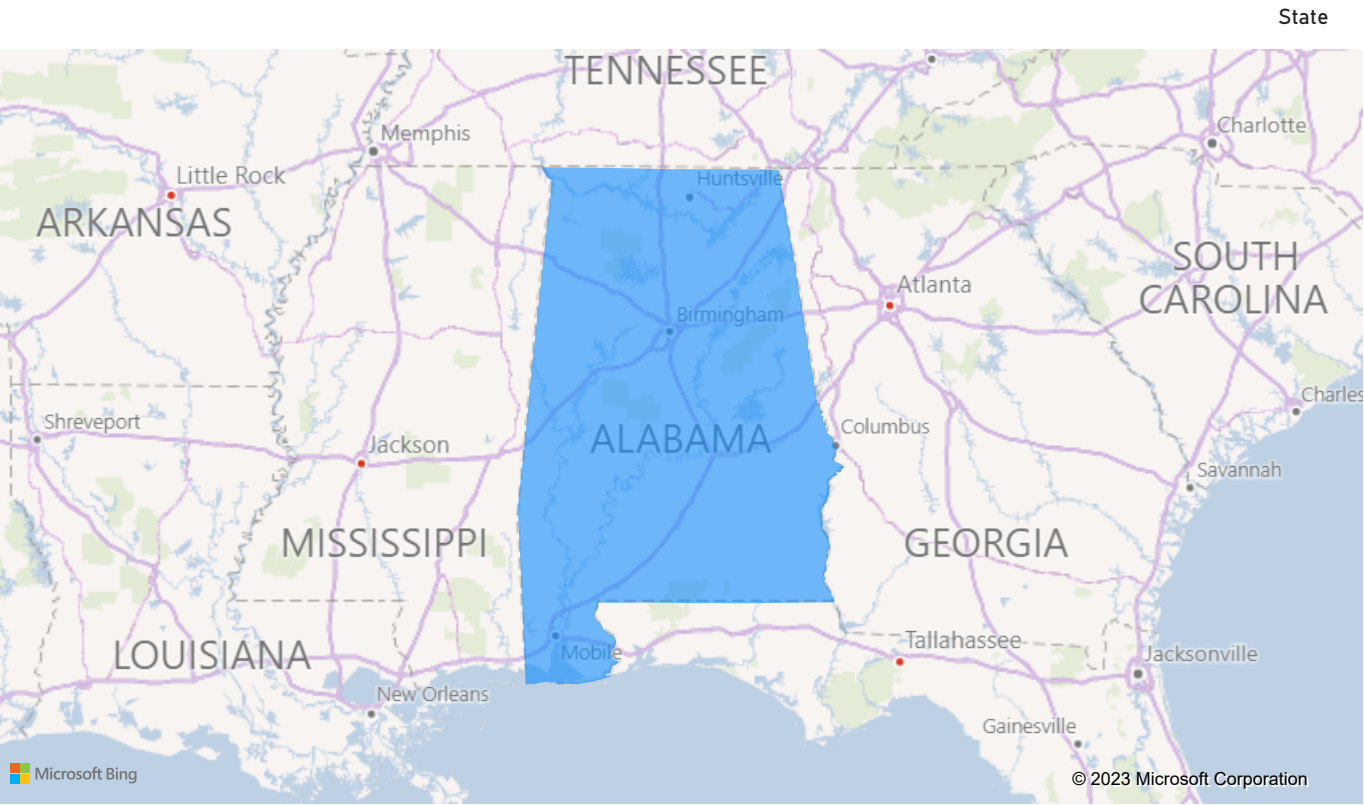 State
TENNESSEE
Charlotte
Memphis
Little Rock
Huntsville
ARKANSAS
SOUTH
CAROLINA
Atlanta
Birmingham
Charles
Shreveport
Columbus
ALABAMA
Jackson
Savannah
MISSISSIPPI
GEORGIA
Tallahassee
LOUISIANA
Mobile
Jacksonville
New Orleans
Gainesville
Microsoft Bing
© 2023 Microsoft Corporation